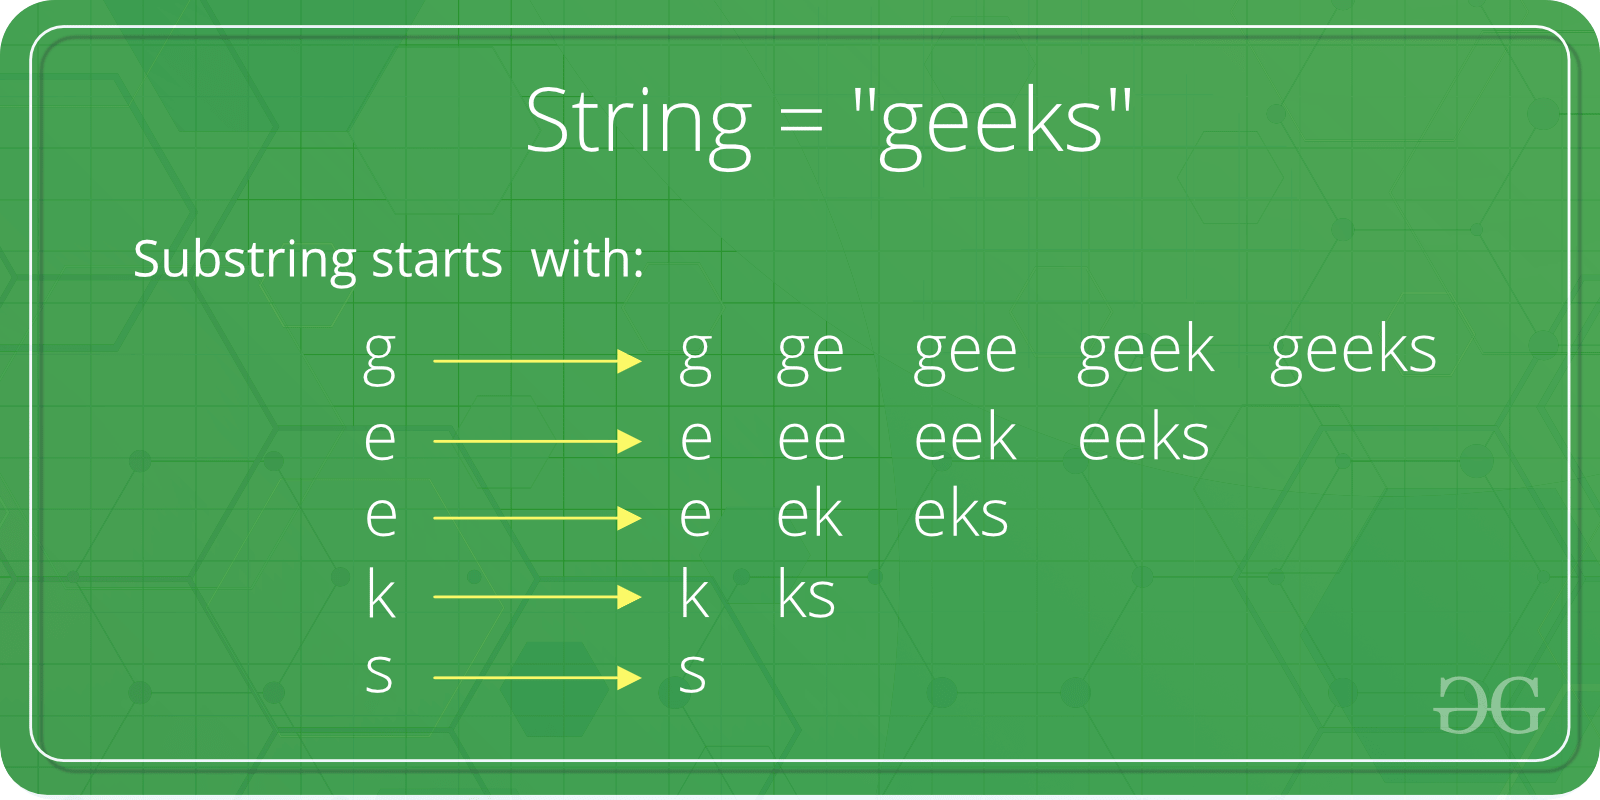 String = "geeks"
Substring starts with:
g g ge gee geek geeks
e e ee eek eeks
e e ek eks
k k ks
s s